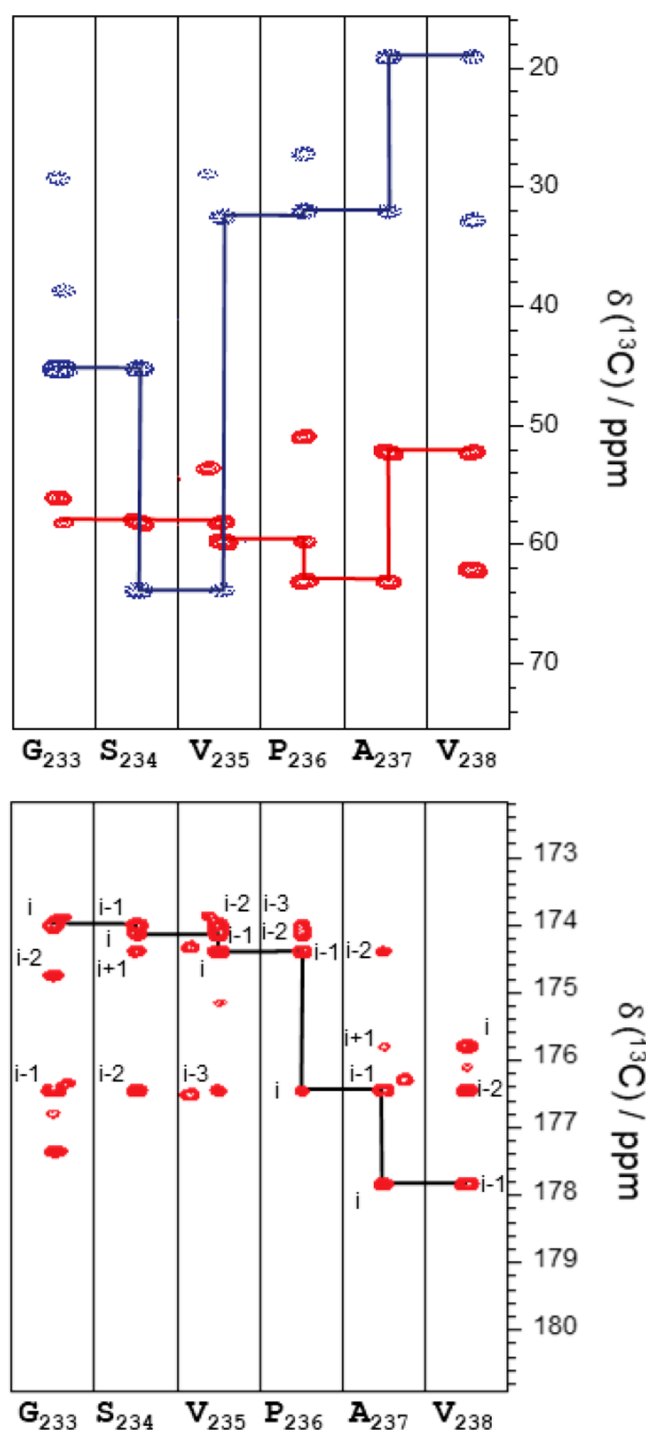 20
30
40
50
60
70
δ (¹³C) / ppm
G₂₃₃ S₂₃₄ V₂₃₅ P₂₃₆ A₂₃₇ V₂₃₈
173
i i-1 i-2 i-3
174
i i-1 i-2
i-2 i+1 i i-1 i-2
175
i+1 i
176
i-1 i-2 i-3 i i-1 i-2
177
i i-1
178
179
180
δ (¹³C) / ppm
G₂₃₃ S₂₃₄ V₂₃₅ P₂₃₆ A₂₃₇ V₂₃₈